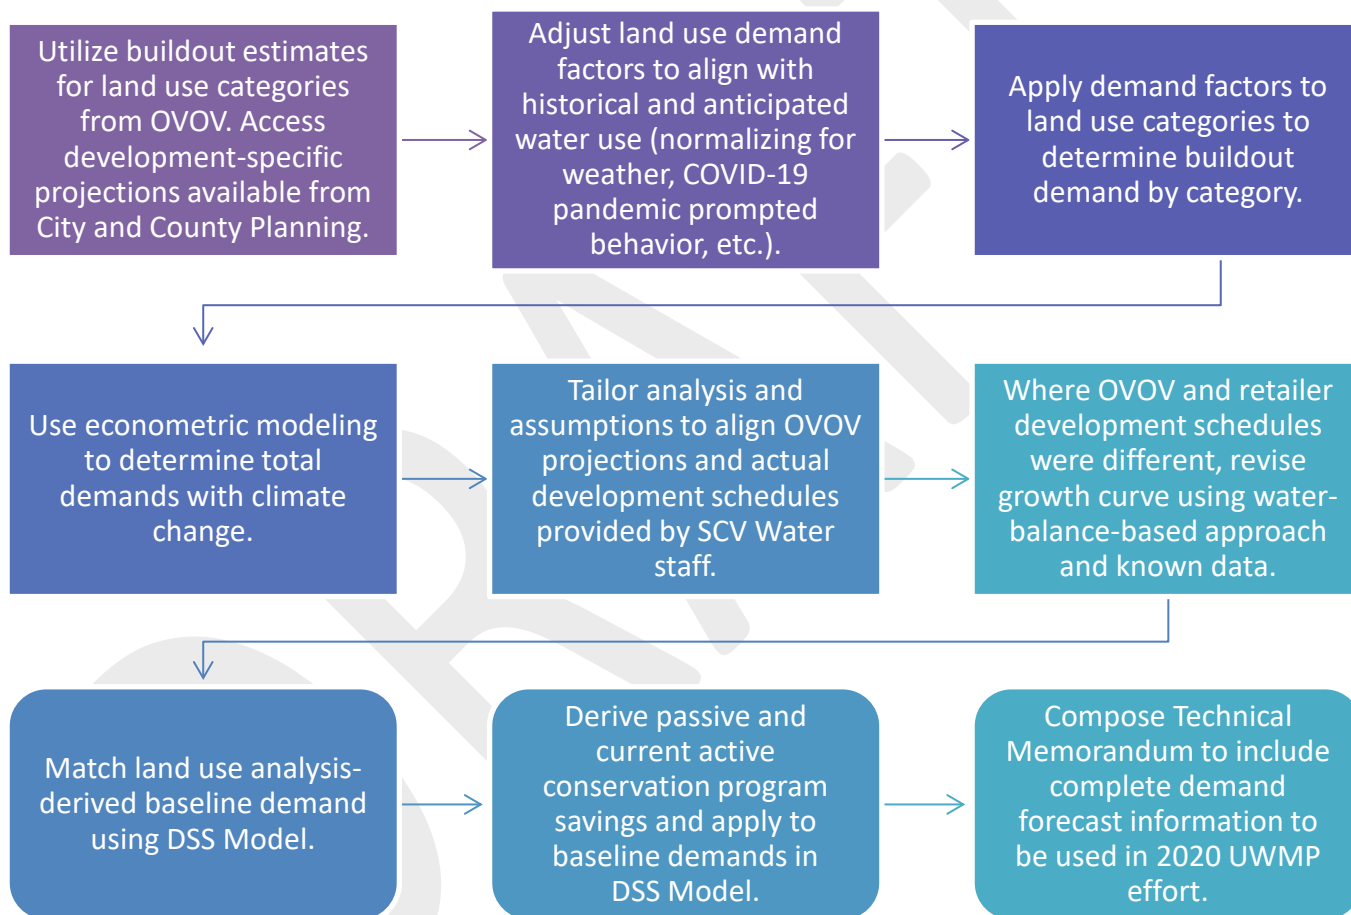 Utilize buildout estimates
for land use categories
from OVOV. Access
development-specific
projections available from
City and County Planning.
Adjust land use demand
factors to align with
historical and anticipated
water use (normalizing for
weather, COVID-19
pandemic prompted
behavior, etc.).
Apply demand factors to
land use categories to
determine buildout
demand by category.
Use econometric modeling
to determine total
demands with climate
change.
Tailor analysis and
assumptions to align OVOV
projections and actual
development schedules
provided by SCV Water
staff.
Where OVOV and retailer
development schedules
were different, revise
growth curve using water-
balance-based approach
and known data.
Match land use analysis-
derived baseline demand
using DSS Model.
Derive passive and
current active
conservation program
savings and apply to
baseline demands in
DSS Model.
Compose Technical
Memorandum to include
complete demand
forecast information to
be used in 2020 UWMP
effort.